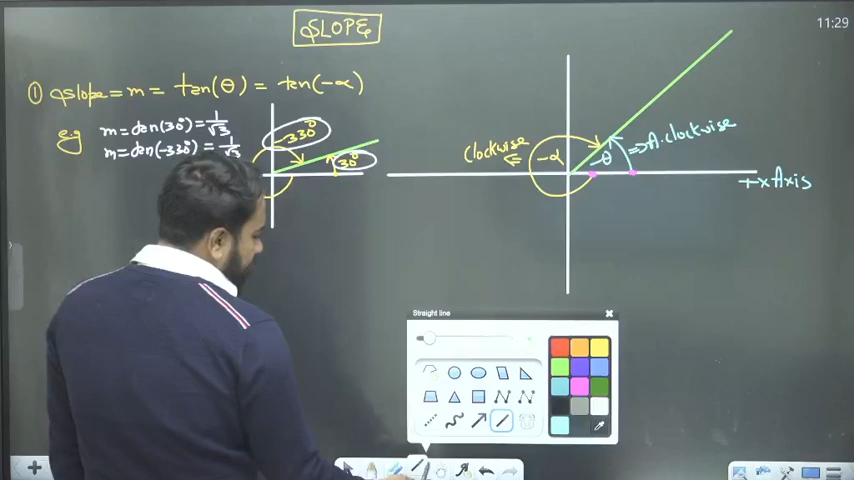 11:29
SLOPE
① slope = m = tan(θ) = tan(-α)
e.g m = tan(30°) = 1/√3
m = tan(-330°) = 1/√3
-330°
30°
clockwise
-α
θ
⇒ A.clockwise
+x Axis
Straight line